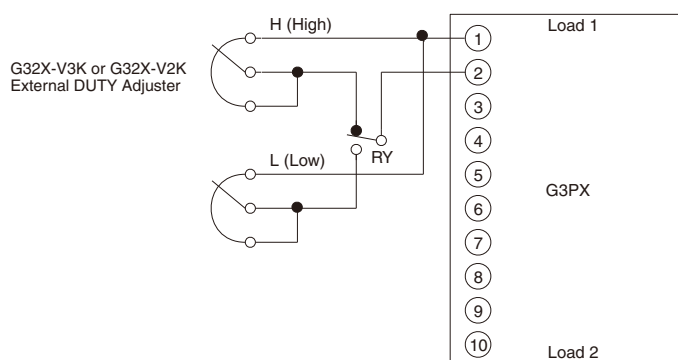 H (High)
Load 1
G32X-V3K or G32X-V2K
External DUTY Adjuster
1
2
3
4
RY
L (Low)
5
G3PX
6
7
8
9
10
Load 2